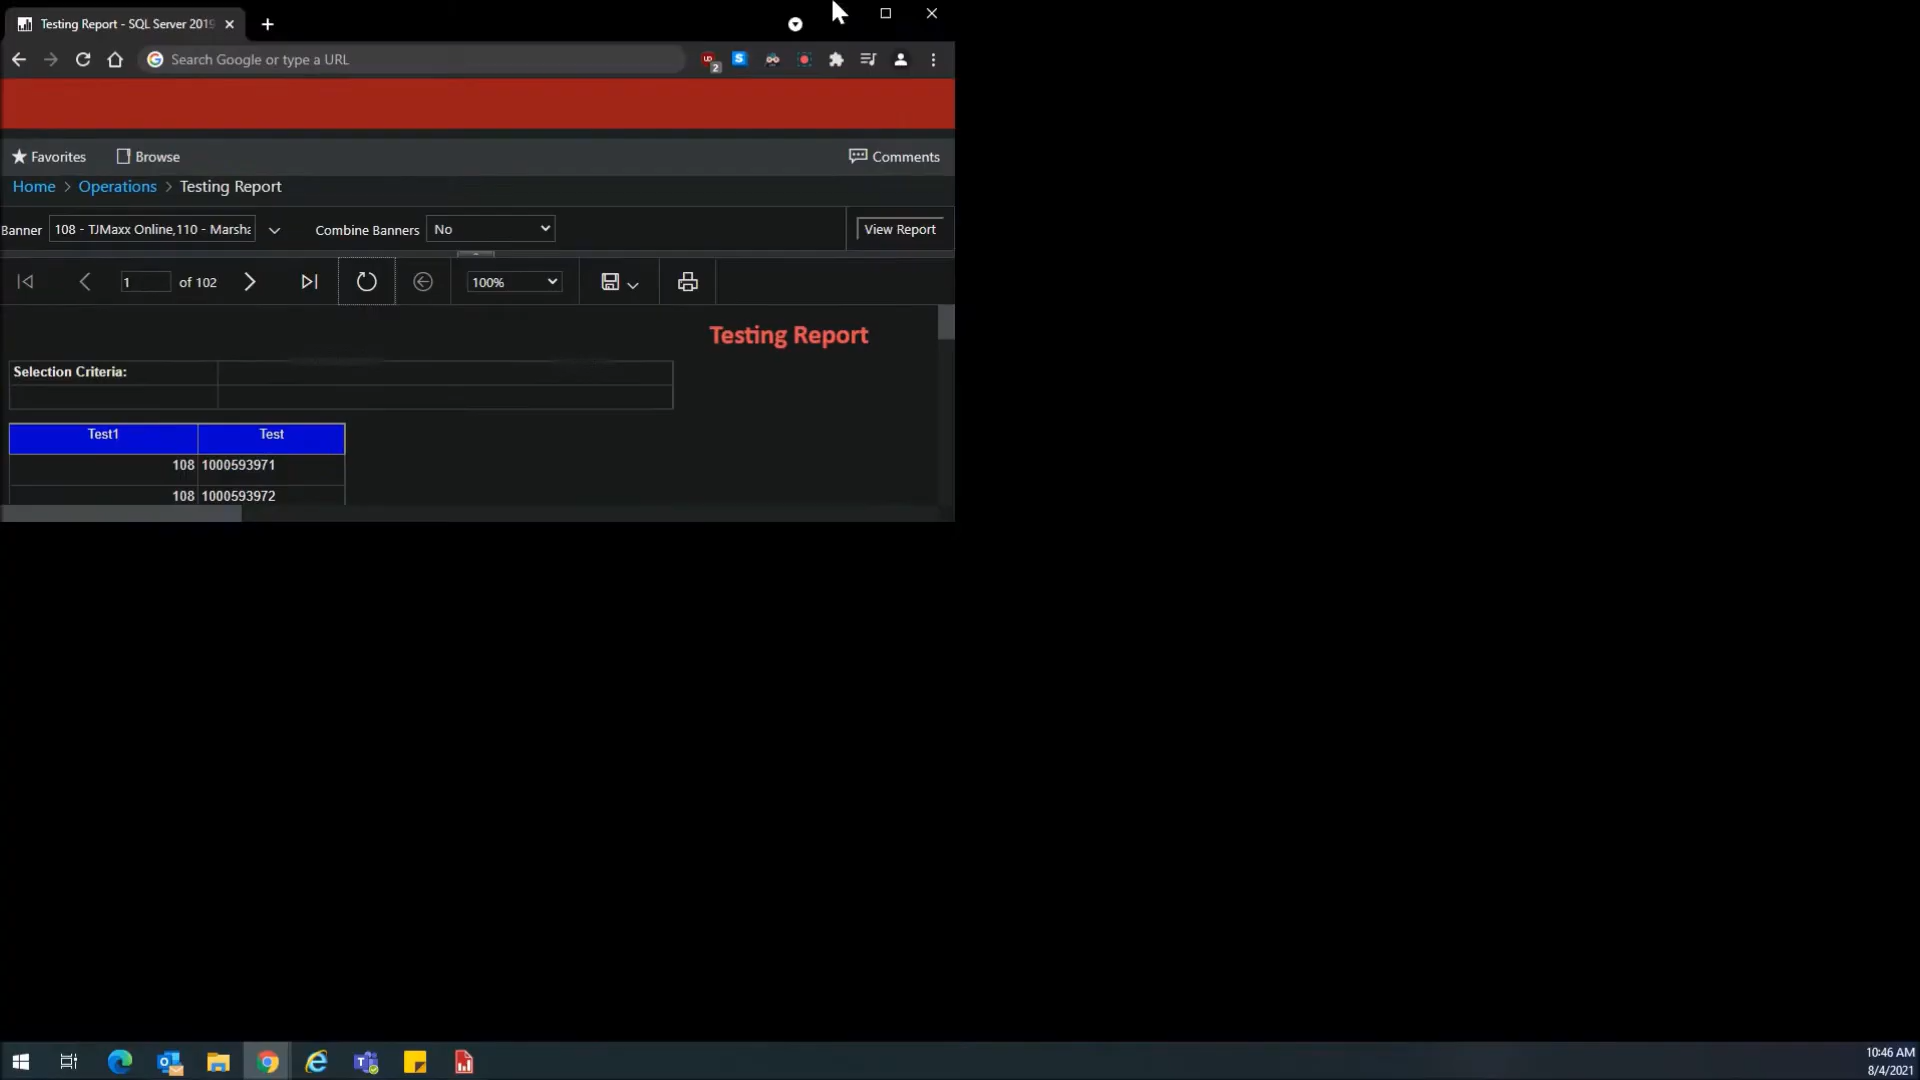 Testing Report - SQL Server 2019
Search Google or type a URL
UD
2
S
Favorites
Browse
Comments
Home > Operations > Testing Report
Banner
108 - TJMaxx Online,110 - Marsha
Combine Banners
No
View Report
1
of 102
100%
Testing Report
Selection Criteria:
Test1
Test
108
1000593971
108
1000593972
10:46 AM
8/4/2021